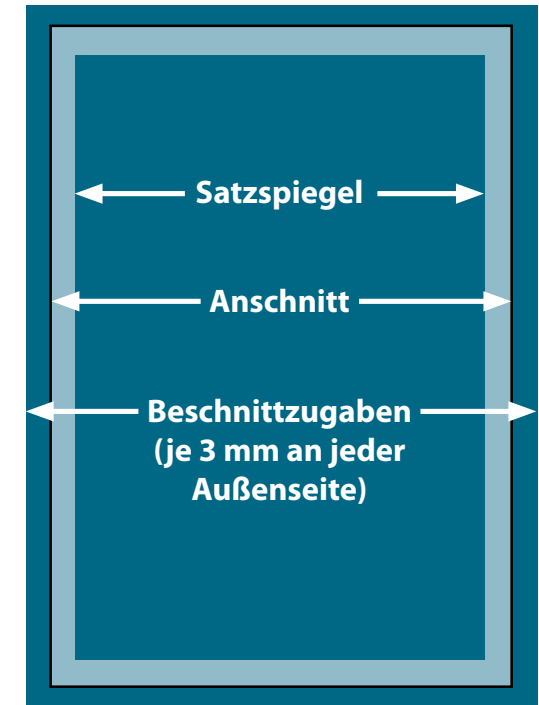 Satzspiegel
Anschnitt
Beschnittzugaben
(je 3 mm an jeder
Außenseite)